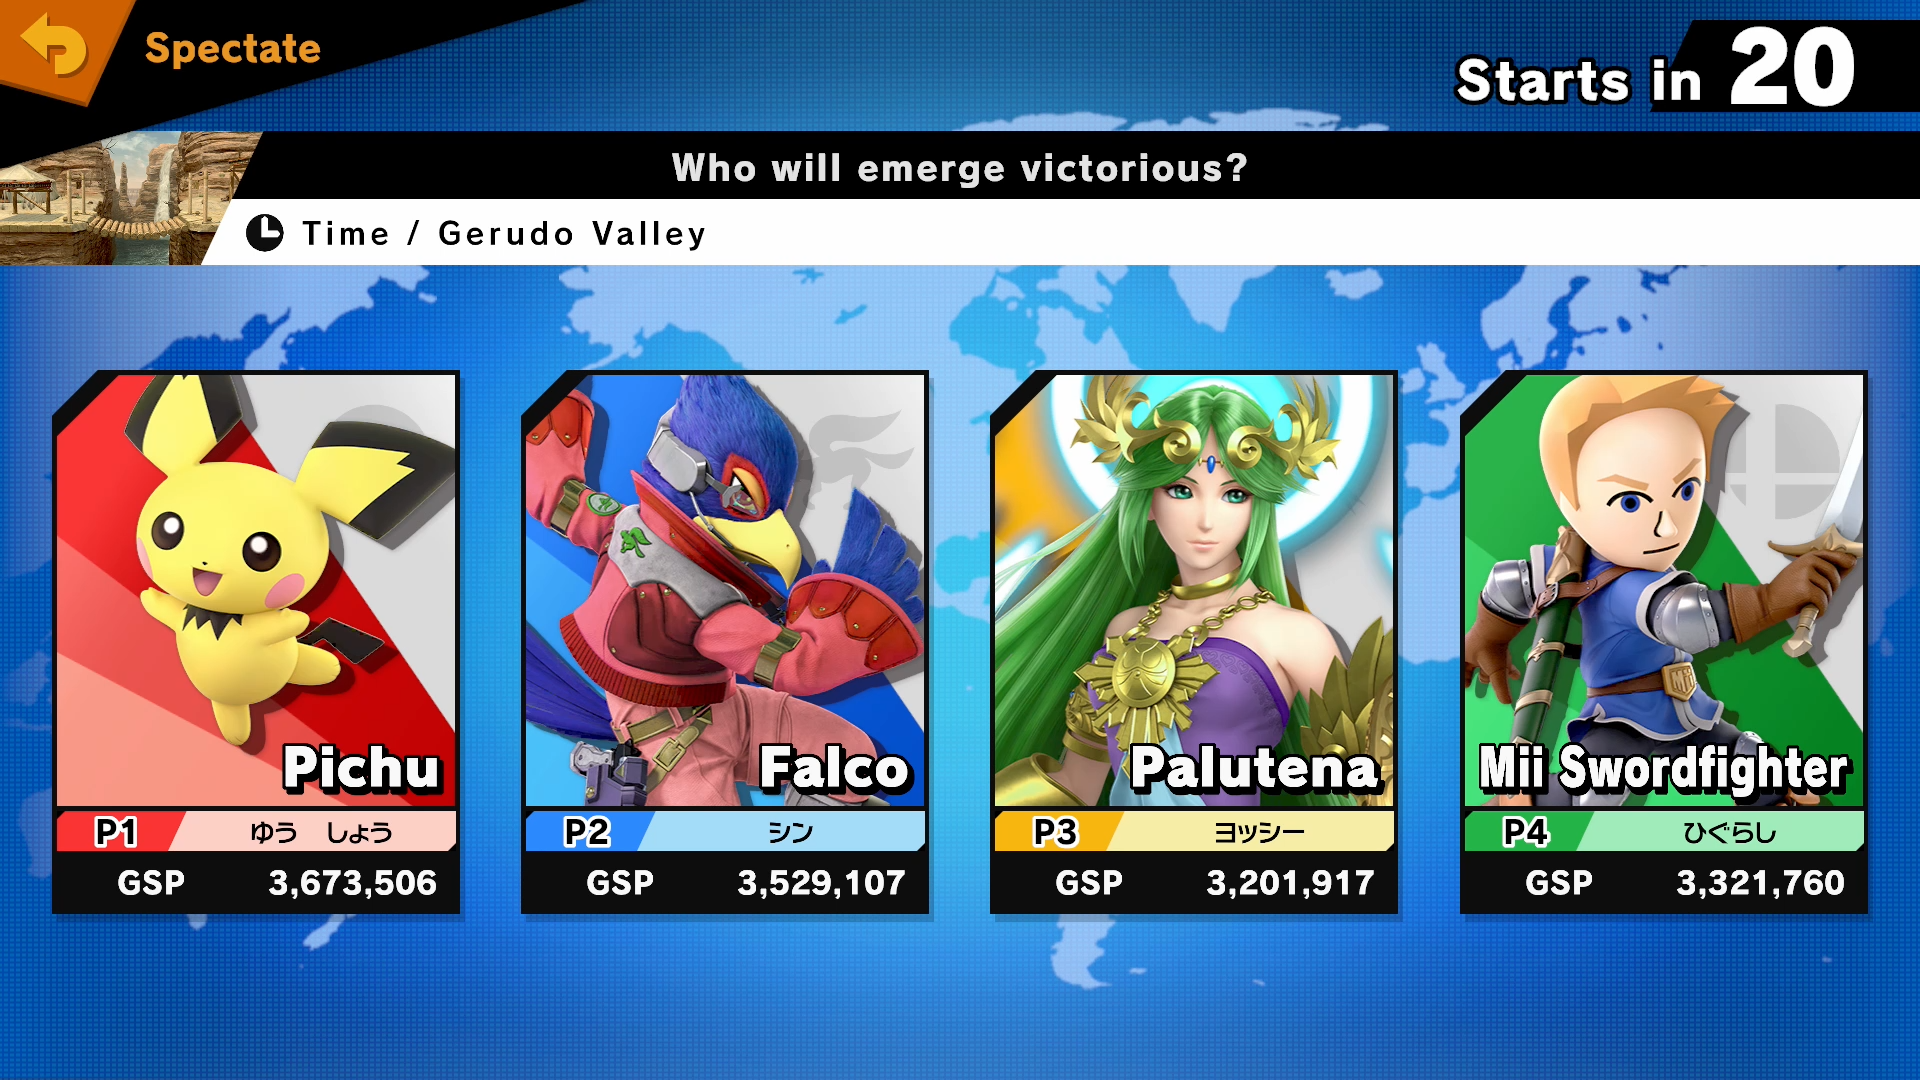 Spectate
Starts in 20
Who will emerge victorious?
Time / Gerudo Valley
Pichu
P1 ゆう　しょう
GSP 3,673,506
Falco
P2 シン
GSP 3,529,107
Palutena
P3 ヨッシー
GSP 3,201,917
Mii Swordfighter
P4 ひぐらし
GSP 3,321,760